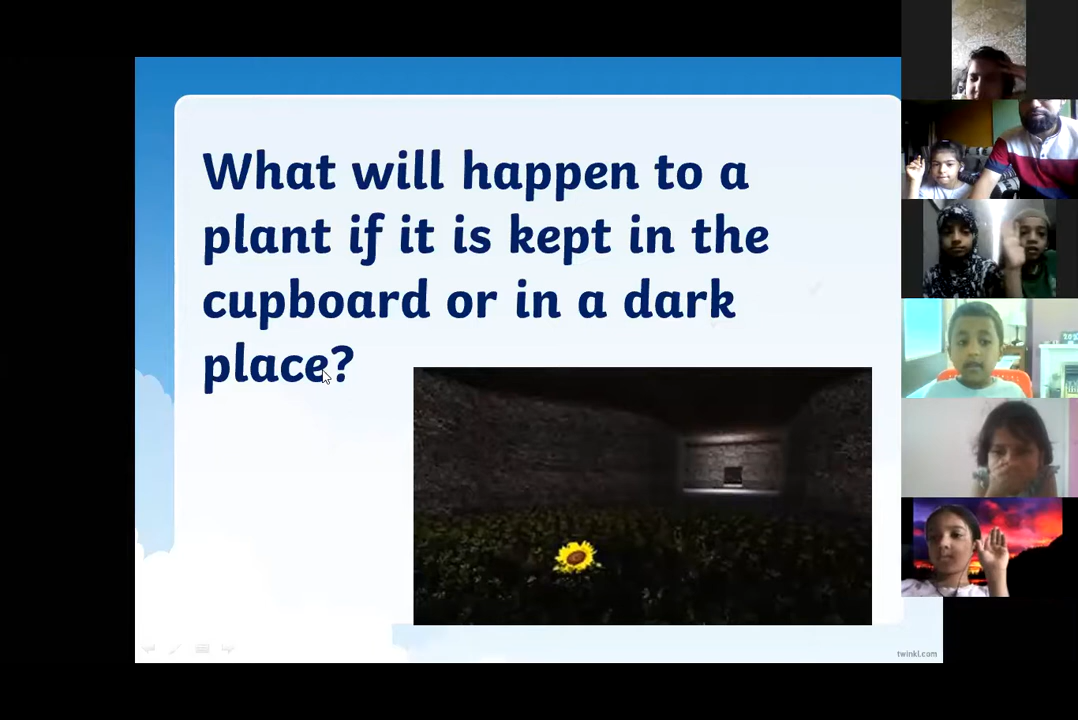 What will happen to a
plant if it is kept in the
cupboard or in a dark
place?
twinkl.com